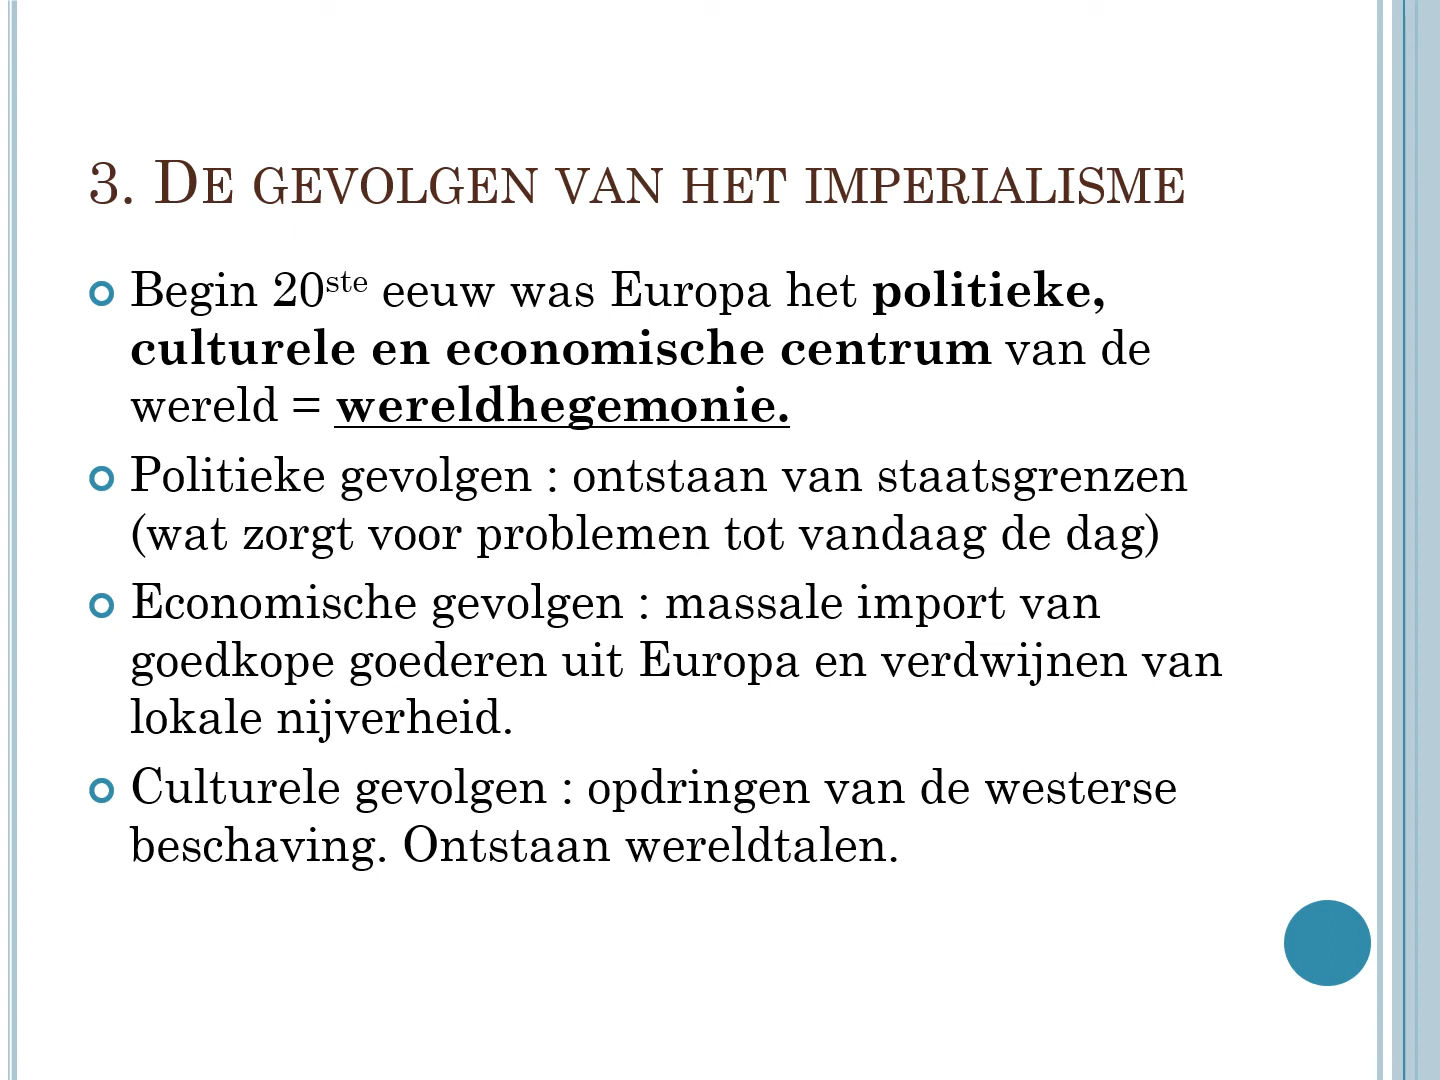 3. De gevolgen van het imperialisme
Begin 20ste eeuw was Europa het politieke,
culturele en economische centrum van de
wereld = wereldhegemonie.
Politieke gevolgen : ontstaan van staatsgrenzen
(wat zorgt voor problemen tot vandaag de dag)
Economische gevolgen : massale import van
goedkope goederen uit Europa en verdwijnen van
lokale nijverheid.
Culturele gevolgen : opdringen van de westerse
beschaving. Ontstaan wereldtalen.